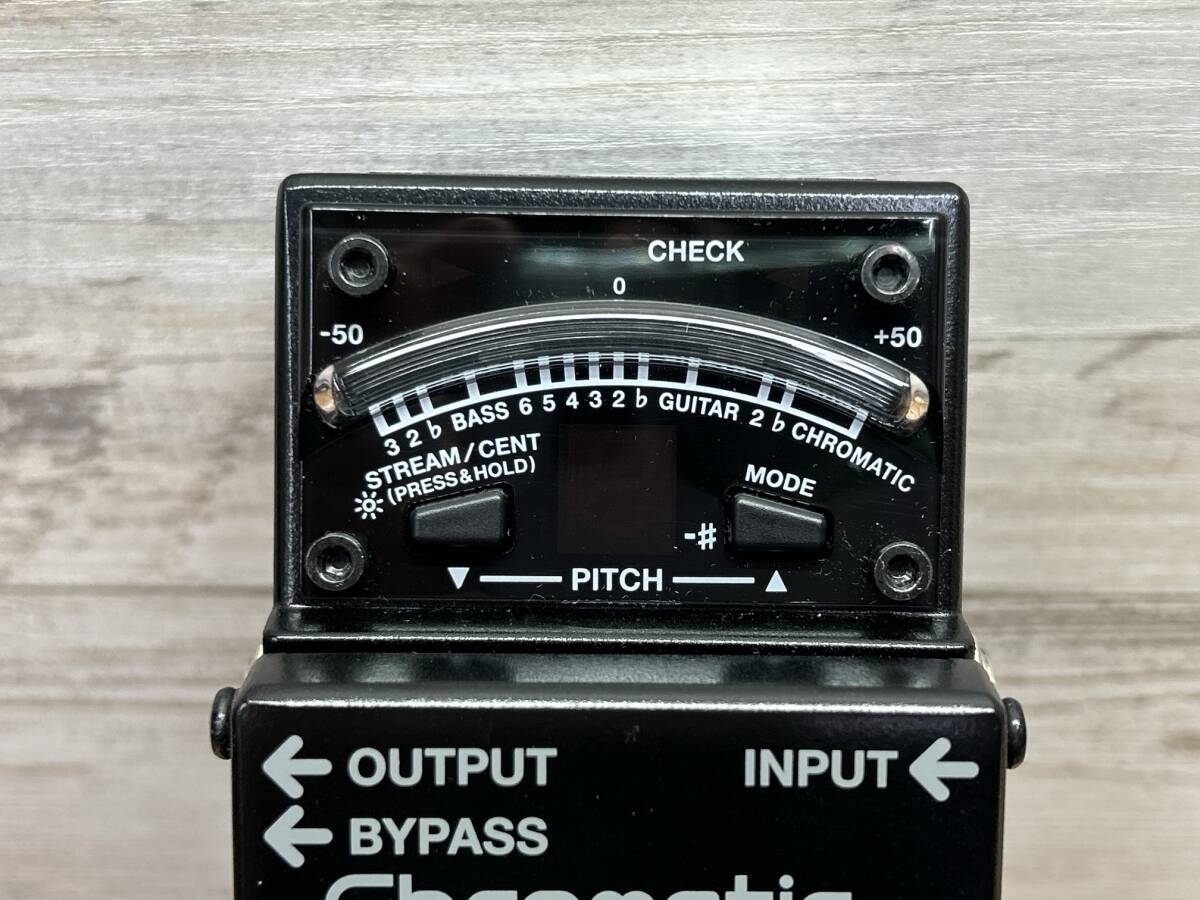 CHECK
0
-50
+50
3 2 ♭ BASS 6 5 4 3 2 ♭ GUITAR 2 ♭ CHROMATIC
STREAM/CENT
(PRESS&HOLD)
MODE
-#
▼ PITCH ▲
← OUTPUT
INPUT ←
← BYPASS
Chromatic